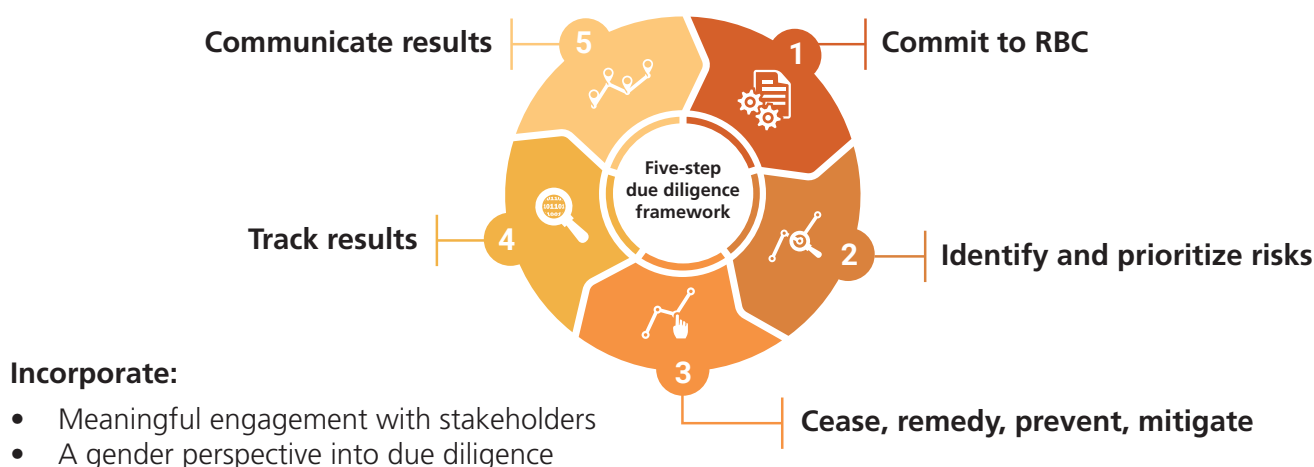 Five-step
due diligence
framework
1
Commit to RBC
2
Identify and prioritize risks
3
Cease, remedy, prevent, mitigate
4
Track results
5
Communicate results
Incorporate:
• Meaningful engagement with stakeholders
• A gender perspective into due diligence